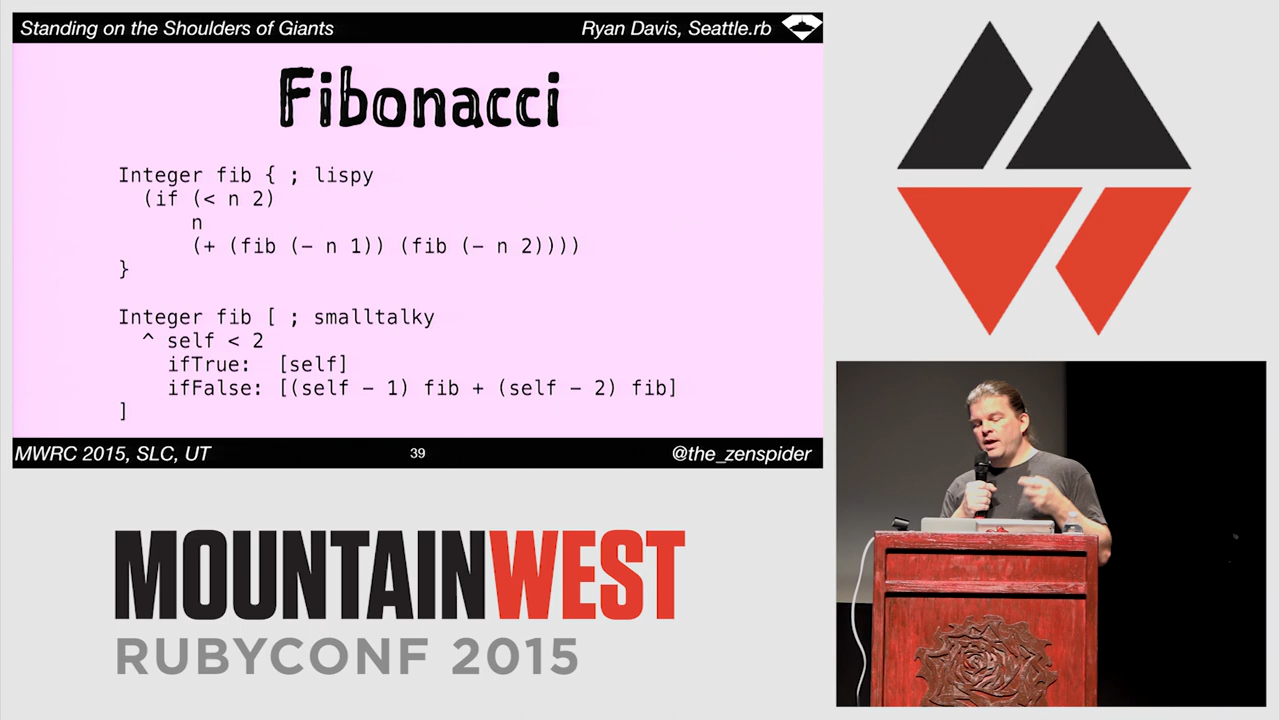 Standing on the Shoulders of Giants
Ryan Davis, Seattle.rb
Fibonacci
Integer fib { ; lispy
(if (< n 2)
n
(+ (fib (− n 1)) (fib (− n 2))))
}
Integer fib [ ; smalltalky
^ self < 2
ifTrue: [self]
ifFalse: [(self − 1) fib + (self − 2) fib]
]
MWRC 2015, SLC, UT
39
@the_zenspider
MOUNTAINWEST
RUBYCONF 2015